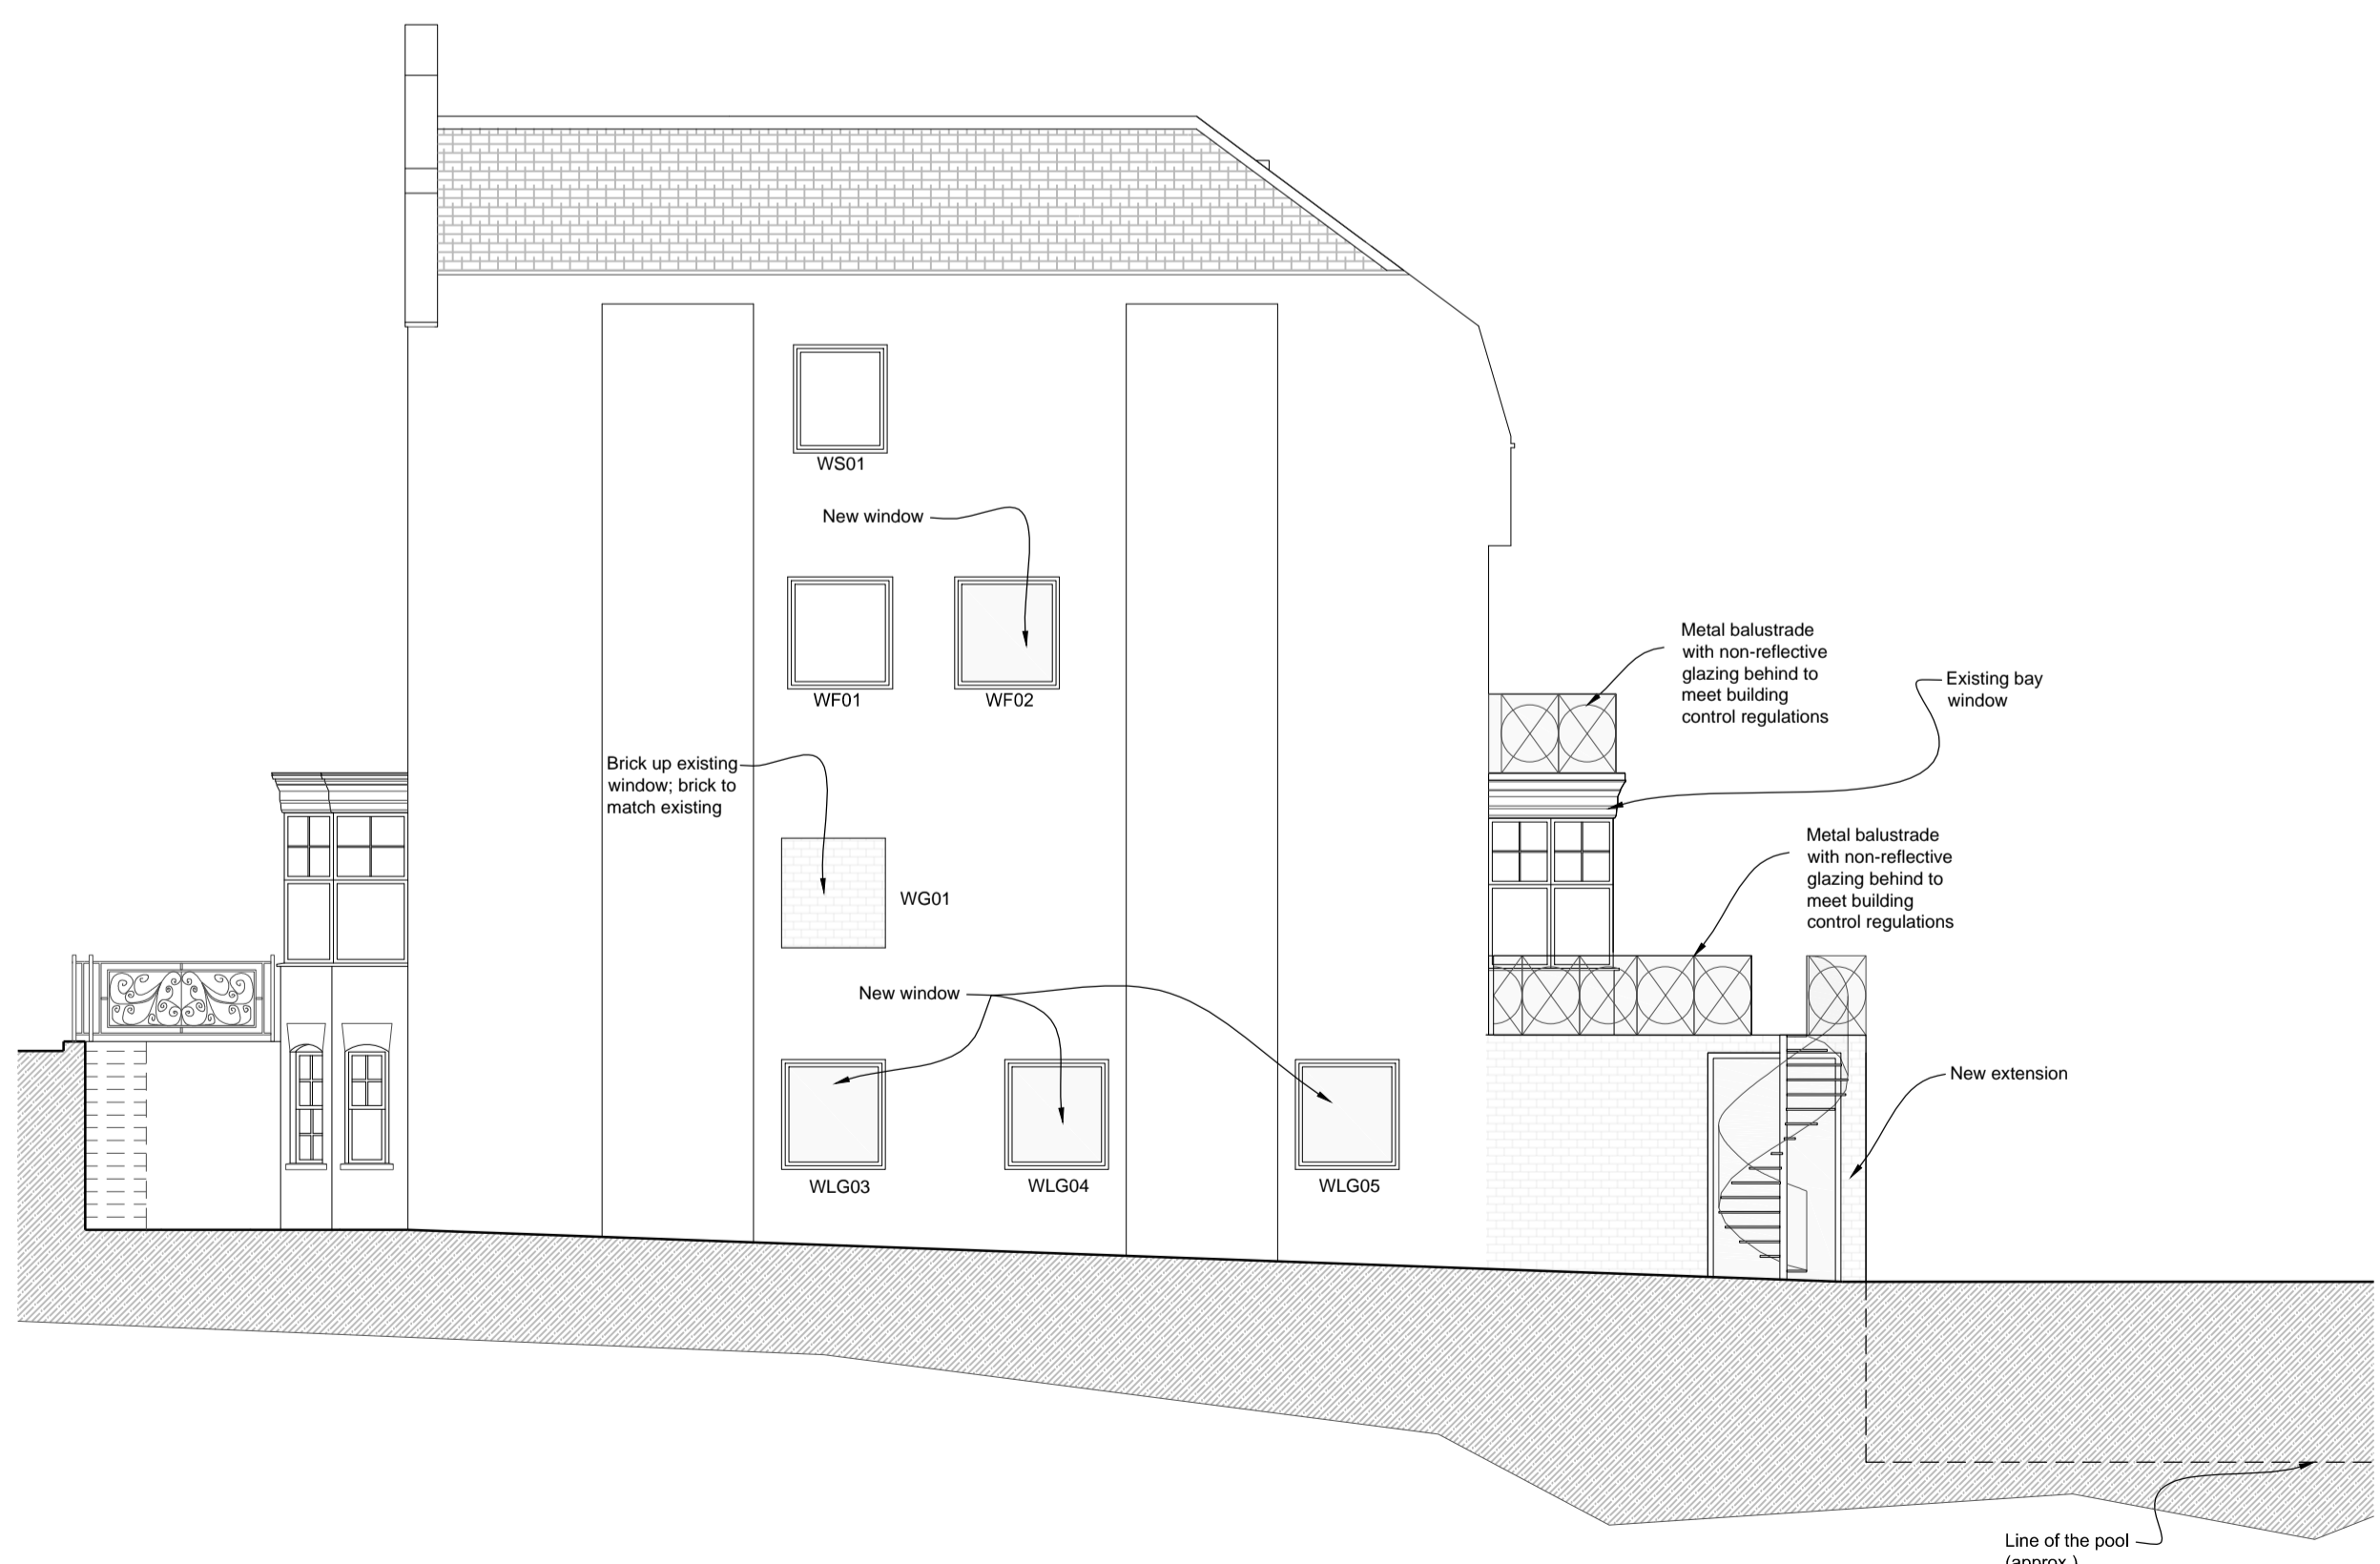 WS01
New window
WF01
WF02
Metal balustrade
with non-reflective
glazing behind to
meet building
control regulations
Existing bay
window
Brick up existing
window; brick to
match existing
WG01
Metal balustrade
with non-reflective
glazing behind to
meet building
control regulations
New window
New extension
WLG03
WLG04
WLG05
Line of the pool
(approx.)